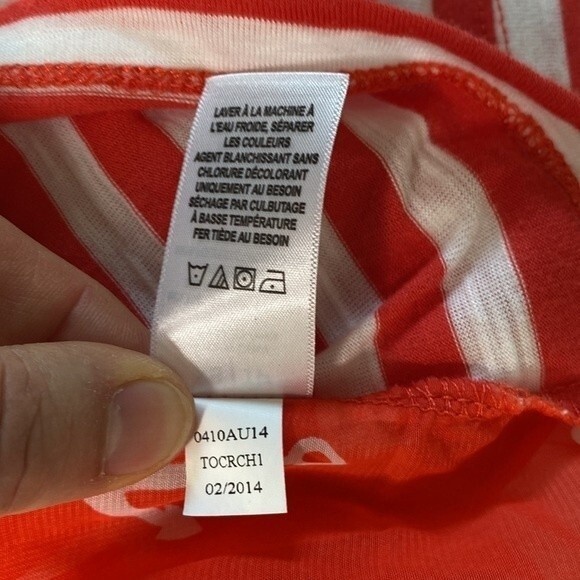 LAVER À LA MACHINE À
L'EAU FROIDE, SÉPARER
LES COULEURS
AGENT BLANCHISSANT SANS
CHLORURE DÉCOLORANT
UNIQUEMENT AU BESOIN
SÉCHAGE PAR CULBUTAGE
À BASSE TEMPÉRATURE
FER TIÈDE AU BESOIN
0410AU14
TOCRCH1
02/2014